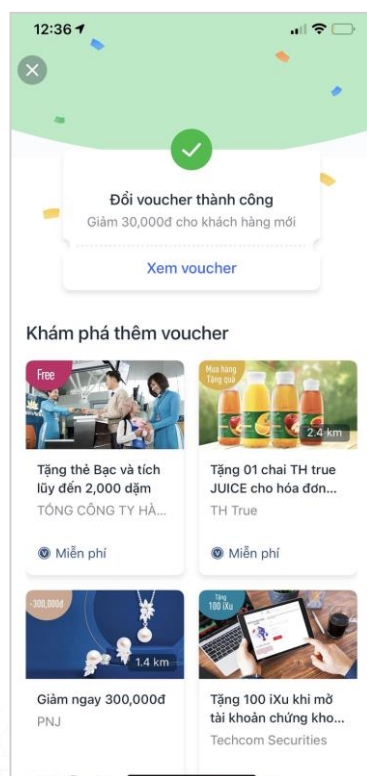 12:36
Đổi voucher thành công
Giảm 30,000đ cho khách hàng mới
Xem voucher
Khám phá thêm voucher
Free
Mua hàng
Tặng quà
2.4 km
Tặng thẻ Bạc và tích
lũy đến 2,000 dặm
TỔNG CÔNG TY HÀ...
Miễn phí
Tặng 01 chai TH true
JUICE cho hóa đơn...
TH True
Miễn phí
-300,000đ
1.4 km
Tặng
100 iXu
Giảm ngay 300,000đ
PNJ
Tặng 100 iXu khi mở
tài khoản chứng kho...
Techcom Securities